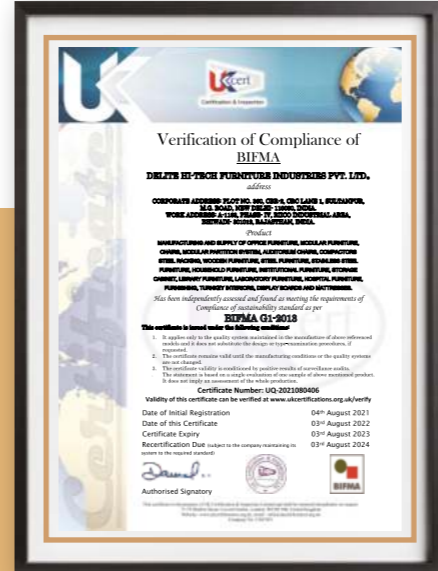 UK
UKcert
Certification & Inspection
Verification of Compliance of
BIFMA
DELITE HI-TECH FURNITURE INDUSTRIES PVT. LTD.
address
CORPORATE ADDRESS: PLOT NO. 260, GBR-2, CBO LANE 1, SULTANPUR,
M.G. ROAD, NEW DELHI- 110030, INDIA.
WORK ADDRESS: A-1166, PHASE- IV, RIICO INDUSTRIAL AREA,
BHIWADI- 301019, RAJASTHAN, INDIA.
Product
MANUFACTURING AND SUPPLY OF OFFICE FURNITURE, MODULAR FURNITURE,
CHAIRS, MODULAR PARTITION SYSTEM, AUDITORIUM CHAIRS, COMPACTORS
STEEL RACKING, WOODEN FURNITURE, STEEL FURNITURE, STAINLESS STEEL
FURNITURE, HOUSEHOLD FURNITURE, INSTITUTIONAL FURNITURE, STORAGE
CABINET, LIBRARY FURNITURE, LABORATORY FURNITURE, HOSPITAL FURNITURE,
FURNISHING, TURNKEY INTERIORS, DISPLAY BOARDS AND MATTRESSES.
Has been independently assessed and found as meeting the requirements of
Compliance of sustainability standard as per
BIFMA G1-2013
This certificate is issued under the following conditions:
1. It applies only to the quality system maintained in the manufacture of above referenced
models and it does not substitute the design or type-examination procedures, if
requested.
2. The certificate remains valid until the manufacturing conditions or the quality systems
are not changed.
3. The certificate validity is conditioned by positive results of surveillance audits.
The statement is based on a single evaluation of one sample of above mentioned product.
It does not imply an assessment of the whole production.
Certificate Number: UQ-2021080406
Validity of this certificate can be verified at www.ukcertifications.org.uk/verify
Date of Initial Registration 04th August 2021
Date of this Certificate 03rd August 2022
Certificate Expiry 03rd August 2023
Recertification Due (subject to the company maintaining its 03rd August 2024
system to the required standard)
Authorised Signatory
BIFMA